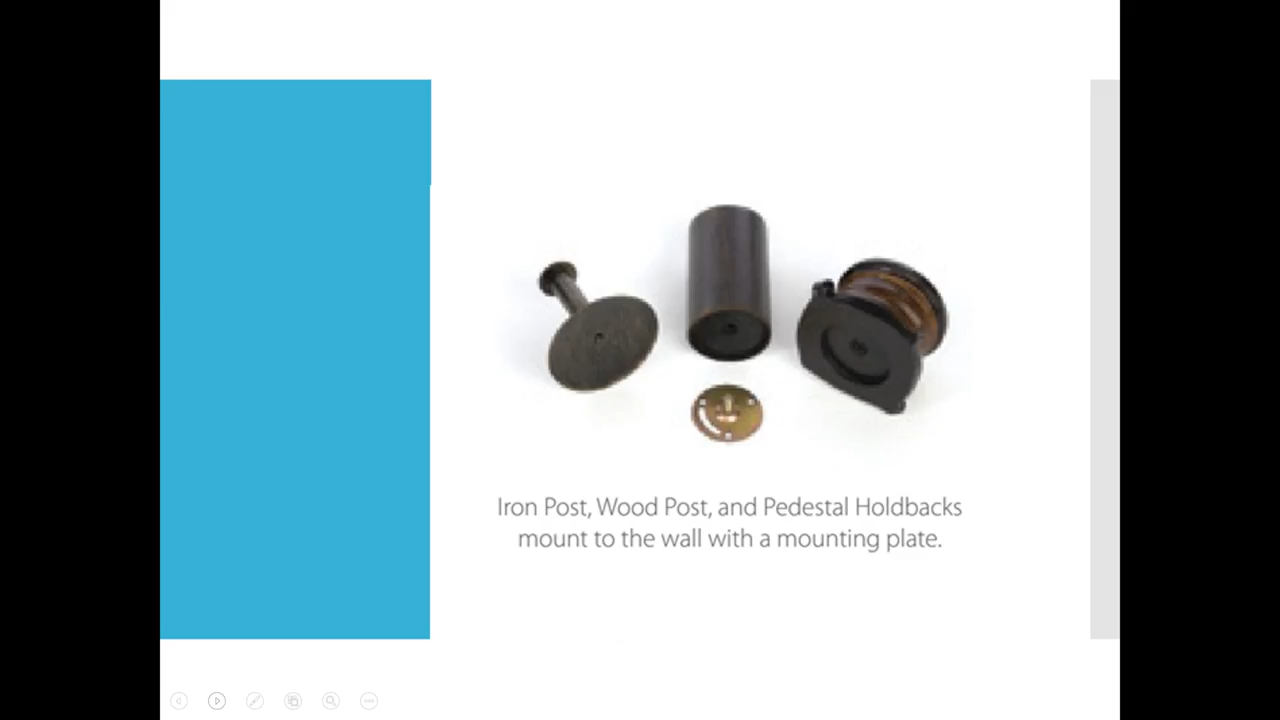 Iron Post, Wood Post, and Pedestal Holdbacks
mount to the wall with a mounting plate.